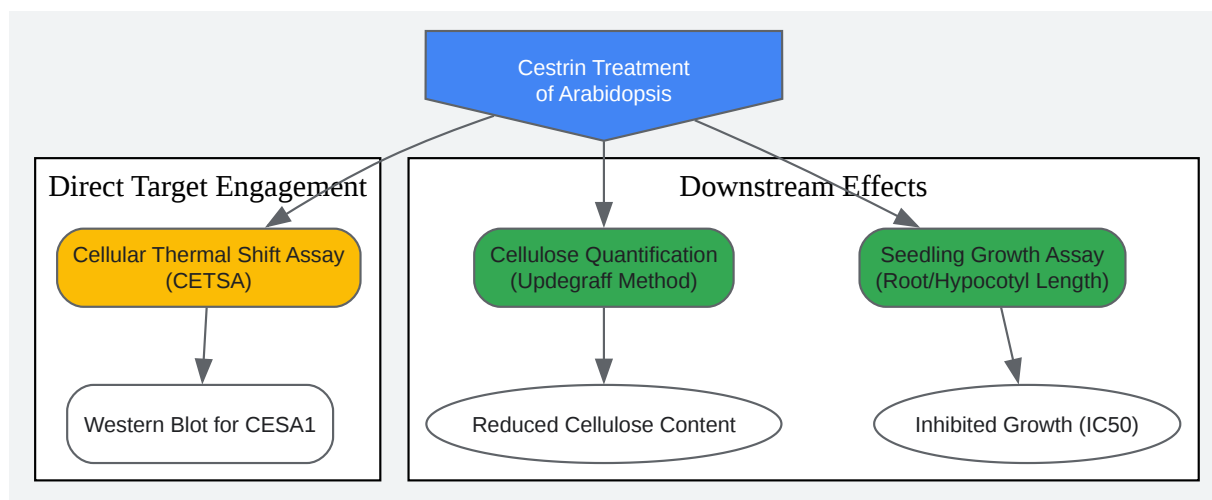 Cestrin Treatment
of Arabidopsis
Direct Target Engagement
Downstream Effects
Cellular Thermal Shift Assay
(CETSA)
Cellulose Quantification
(Updegraff Method)
Seedling Growth Assay
(Root/Hypocotyl Length)
Western Blot for CESA1
Reduced Cellulose Content
Inhibited Growth (IC50)